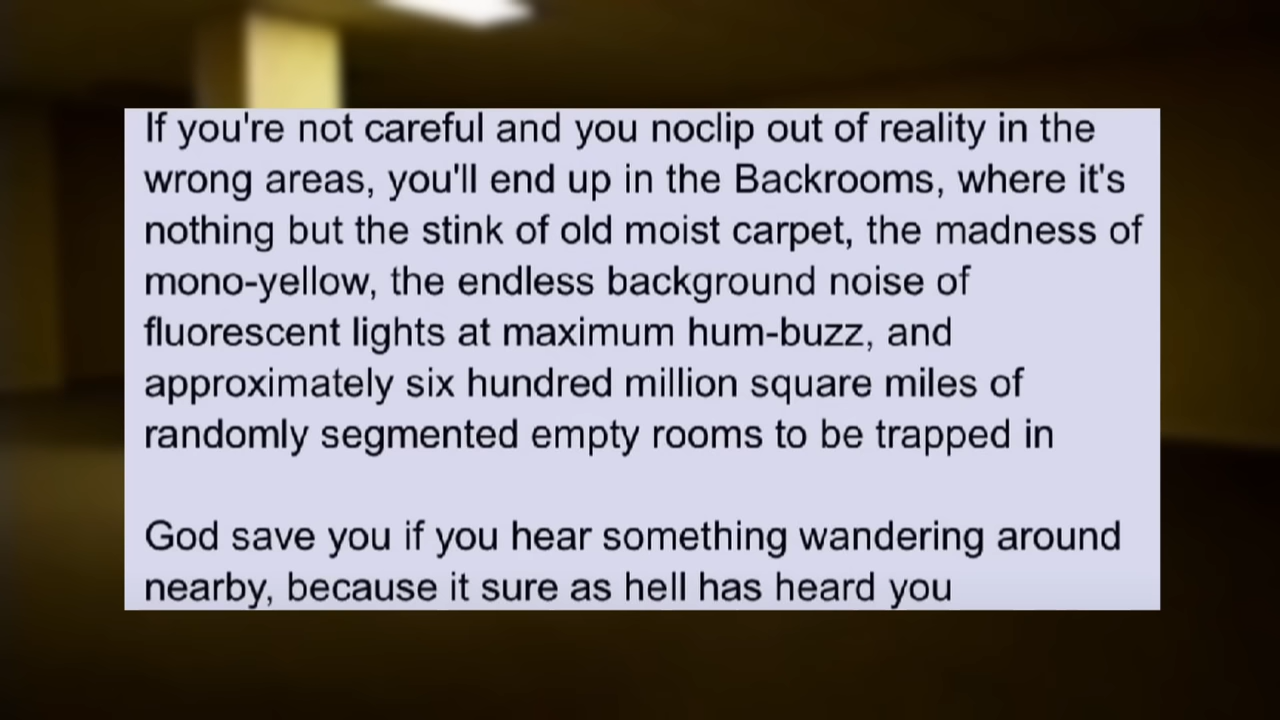 If you're not careful and you noclip out of reality in the
wrong areas, you'll end up in the Backrooms, where it's
nothing but the stink of old moist carpet, the madness of
mono-yellow, the endless background noise of
fluorescent lights at maximum hum-buzz, and
approximately six hundred million square miles of
randomly segmented empty rooms to be trapped in
God save you if you hear something wandering around
nearby, because it sure as hell has heard you